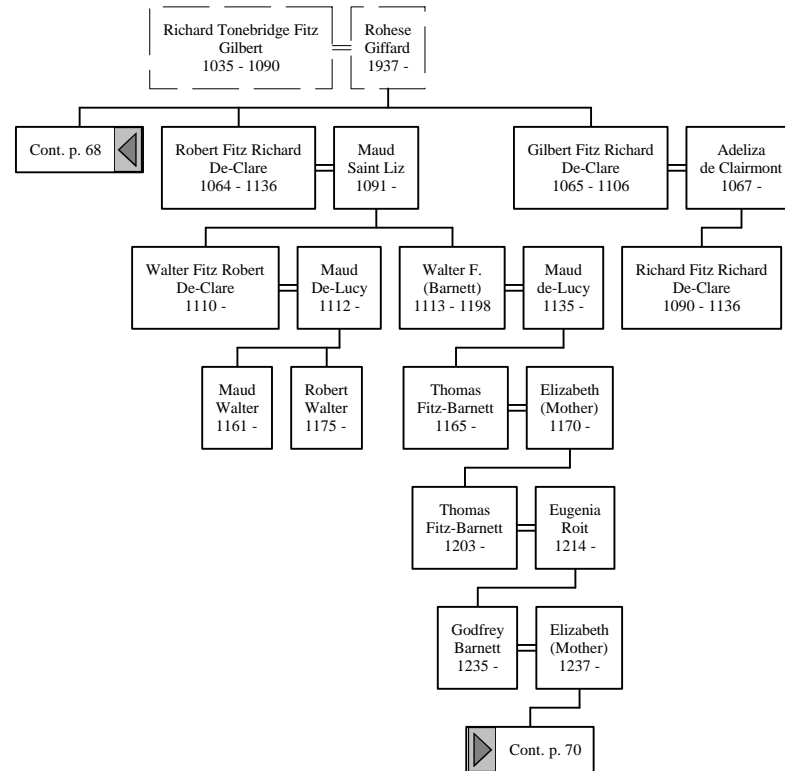 Richard Tonebridge Fitz
Gilbert
1035 - 1090
Rohese
Giffard
1937 -
Cont. p. 68
Robert Fitz Richard
De-Clare
1064 - 1136
Maud
Saint Liz
1091 -
Gilbert Fitz Richard
De-Clare
1065 - 1106
Adeliza
de Clairmont
1067 -
Walter Fitz Robert
De-Clare
1110 -
Maud
De-Lucy
1112 -
Walter F.
(Barnett)
1113 - 1198
Maud
de-Lucy
1135 -
Richard Fitz Richard
De-Clare
1090 - 1136
Maud
Walter
1161 -
Robert
Walter
1175 -
Thomas
Fitz-Barnett
1165 -
Elizabeth
(Mother)
1170 -
Thomas
Fitz-Barnett
1203 -
Eugenia
Roit
1214 -
Godfrey
Barnett
1235 -
Elizabeth
(Mother)
1237 -
Cont. p. 70